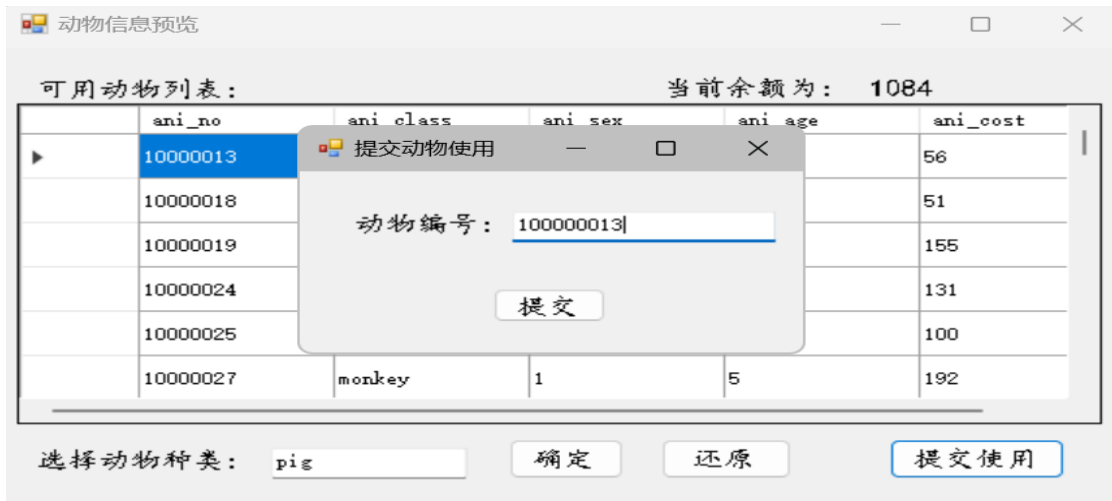 动物信息预览
可用动物列表： 当前余额为： 1084
ani_no ani_class ani_sex ani_age ani_cost
10000013 提交动物使用 56
10000018 51
动物编号： 100000013
10000019 155
10000024 131
提交
10000025 100
10000027 monkey 1 5 192
选择动物种类： pig 确定 还原 提交使用